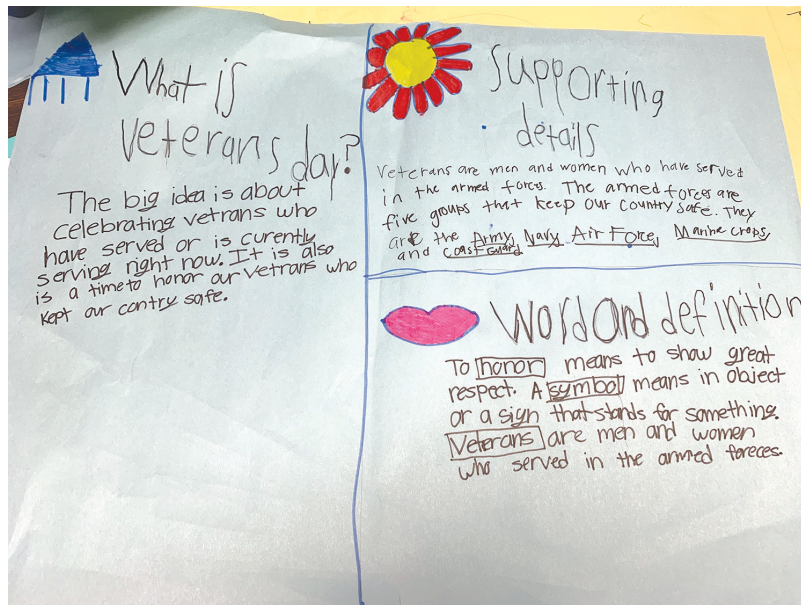 What is
veterans day?
The big idea is about
celebrating vetrans who
have served or is curently
serving right now. It is also
is a time to honor our vetrans who
kept our contry safe.
Supporting
details
Veterans are men and women who have served
in the armed forces. The armed forces are
five groups that keep our country safe. They
are the Army, Navy, Air Force, Marine crops,
and Coast Guard
Word and definition
To honor means to show great
respect. A symbol means in object
or a sign that stands for something.
Veterans are men and women
who served in the armed foreces.